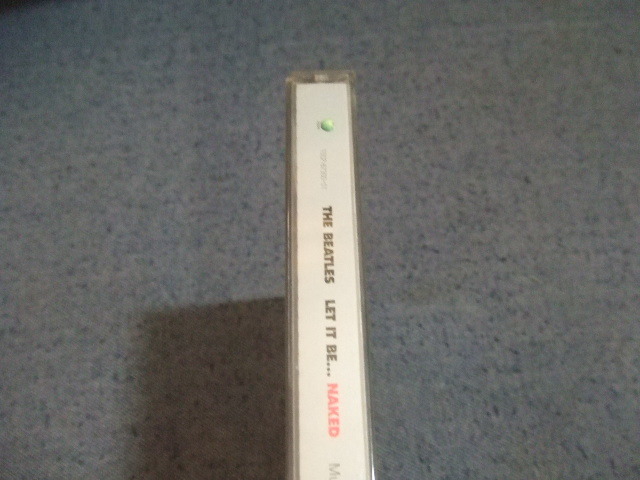 THE BEATLES LET IT BE... NAKED